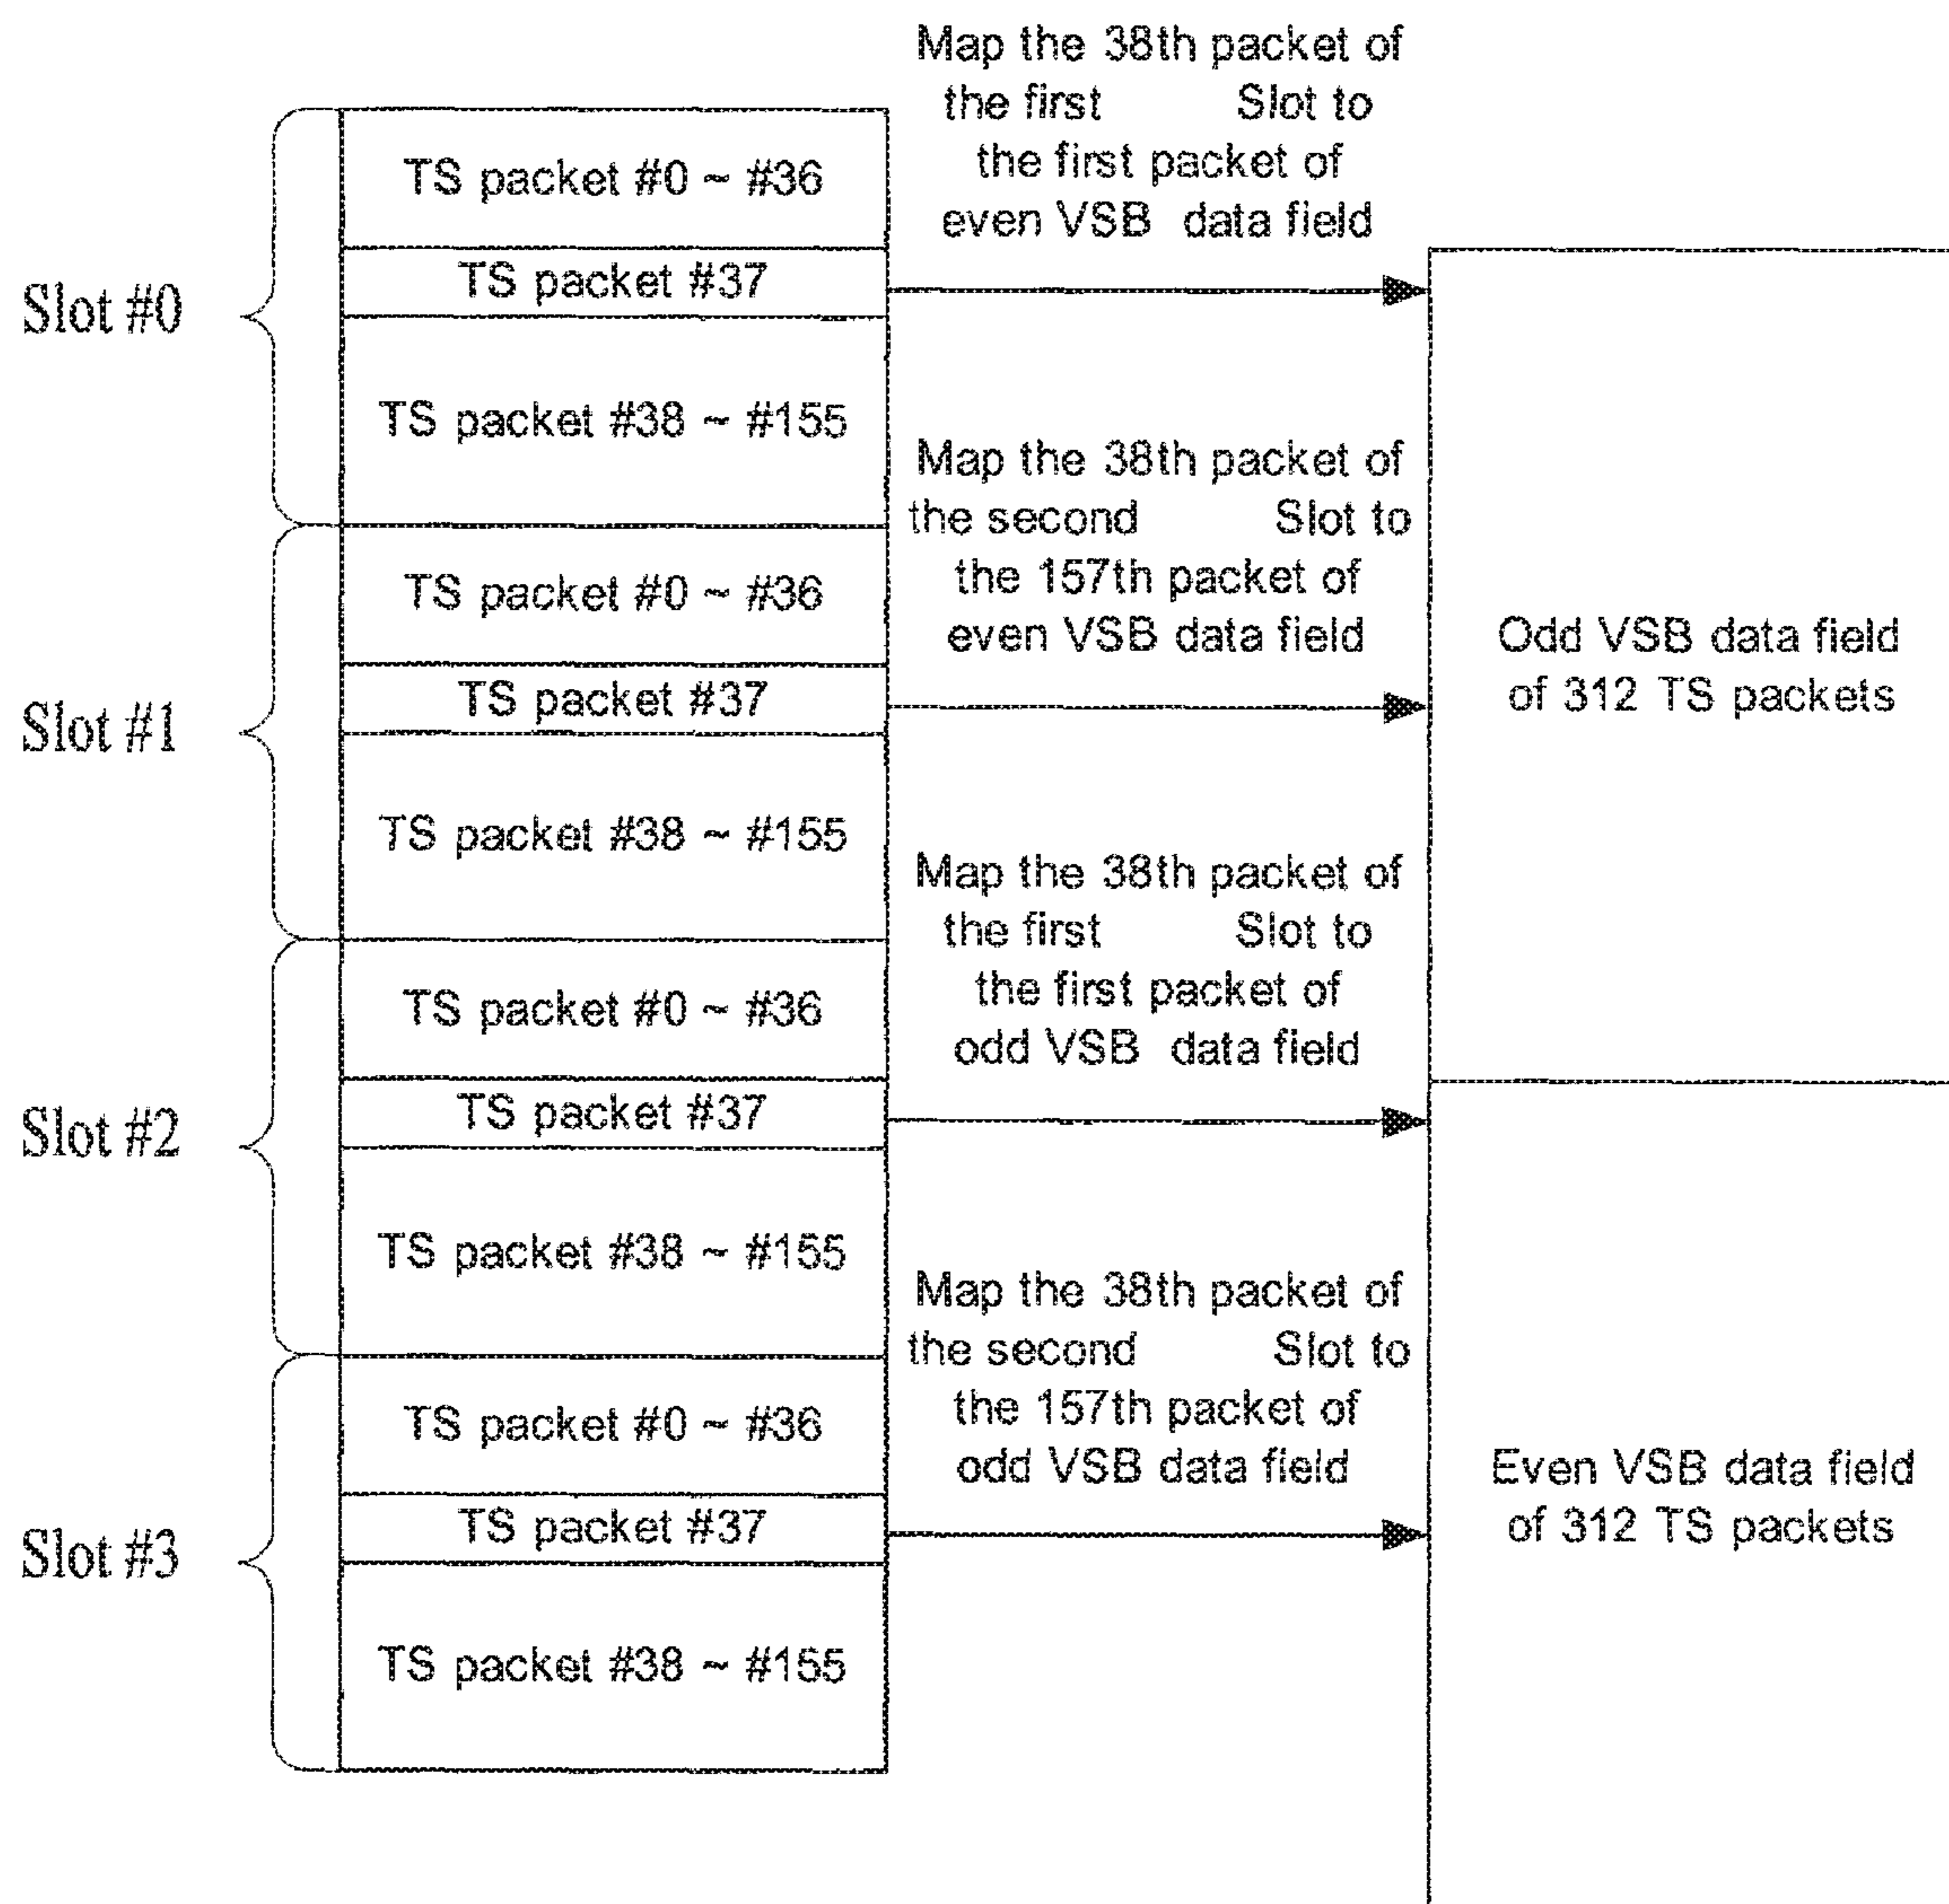 Map the 38th packet of
the first Slot to
the first packet of
even VSB data field
Slot #0
TS packet #0 ~ #36
TS packet #37
TS packet #38 ~ #155
Map the 38th packet of
the second Slot to
the 157th packet of
even VSB data field
Slot #1
TS packet #0 ~ #36
TS packet #37
TS packet #38 ~ #155
Odd VSB data field
of 312 TS packets
Map the 38th packet of
the first Slot to
the first packet of
odd VSB data field
Slot #2
TS packet #0 ~ #36
TS packet #37
TS packet #38 ~ #155
Map the 38th packet of
the second Slot to
the 157th packet of
odd VSB data field
Slot #3
TS packet #0 ~ #36
TS packet #37
TS packet #38 ~ #155
Even VSB data field
of 312 TS packets